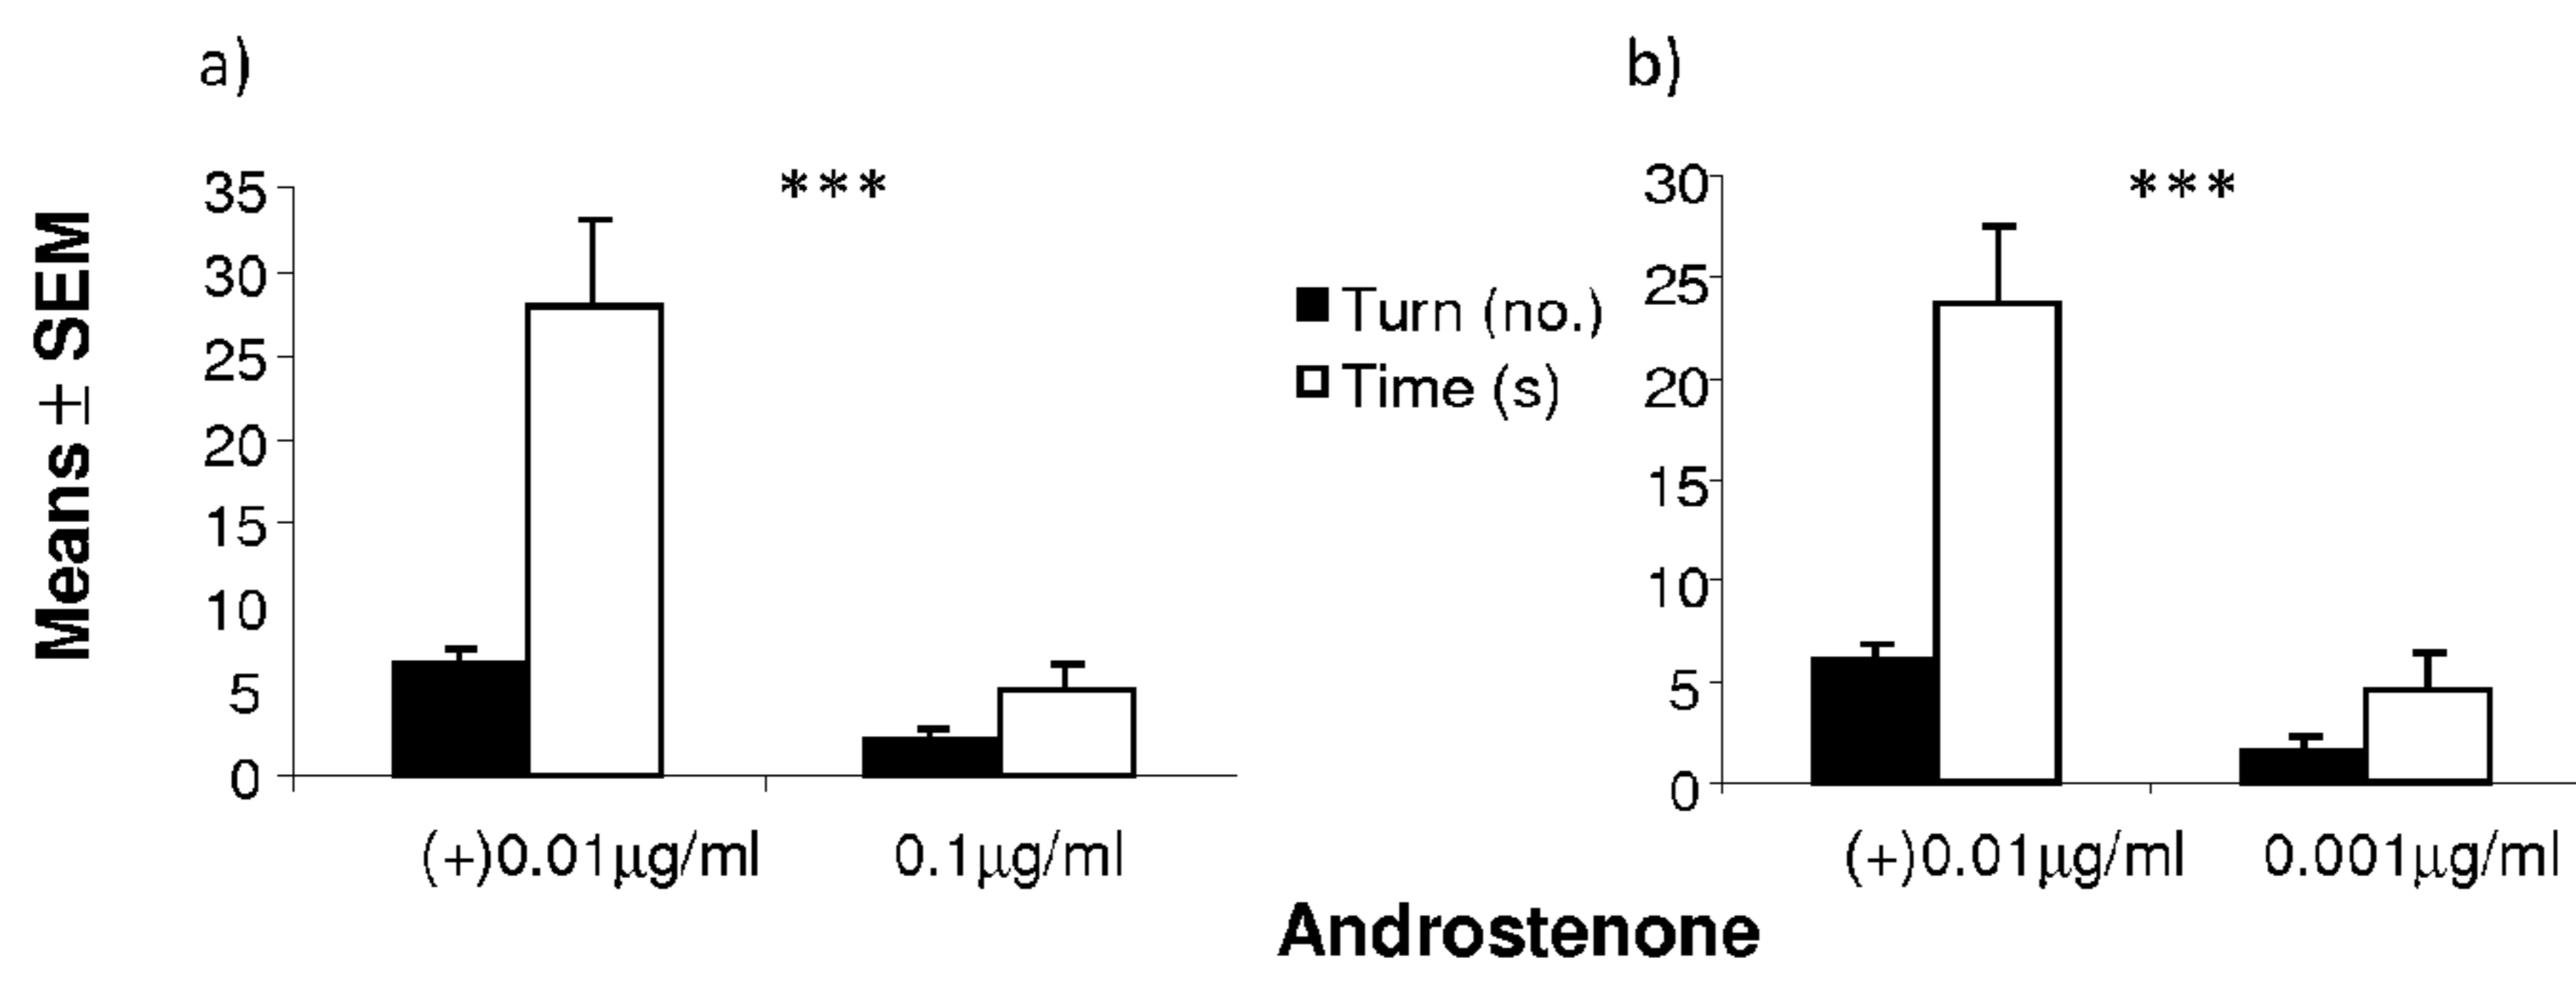 a)
***
35
30
25
20
15
10
5
0
Means ± SEM
(+)0.01μg/ml
0.1μg/ml
Turn (no.)
Time (s)
b)
***
30
25
20
15
10
5
0
(+)0.01μg/ml
0.001μg/ml
Androstenone